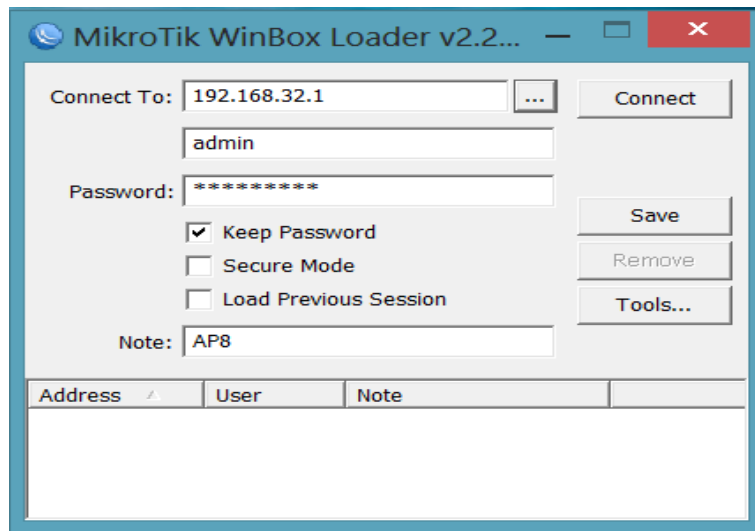 MikroTik WinBox Loader v2.2...
Connect To: 192.168.32.1 ... Connect
admin
Password: *********
Keep Password
Save
Secure Mode
Remove
Load Previous Session
Tools...
Note: AP8
Address User Note